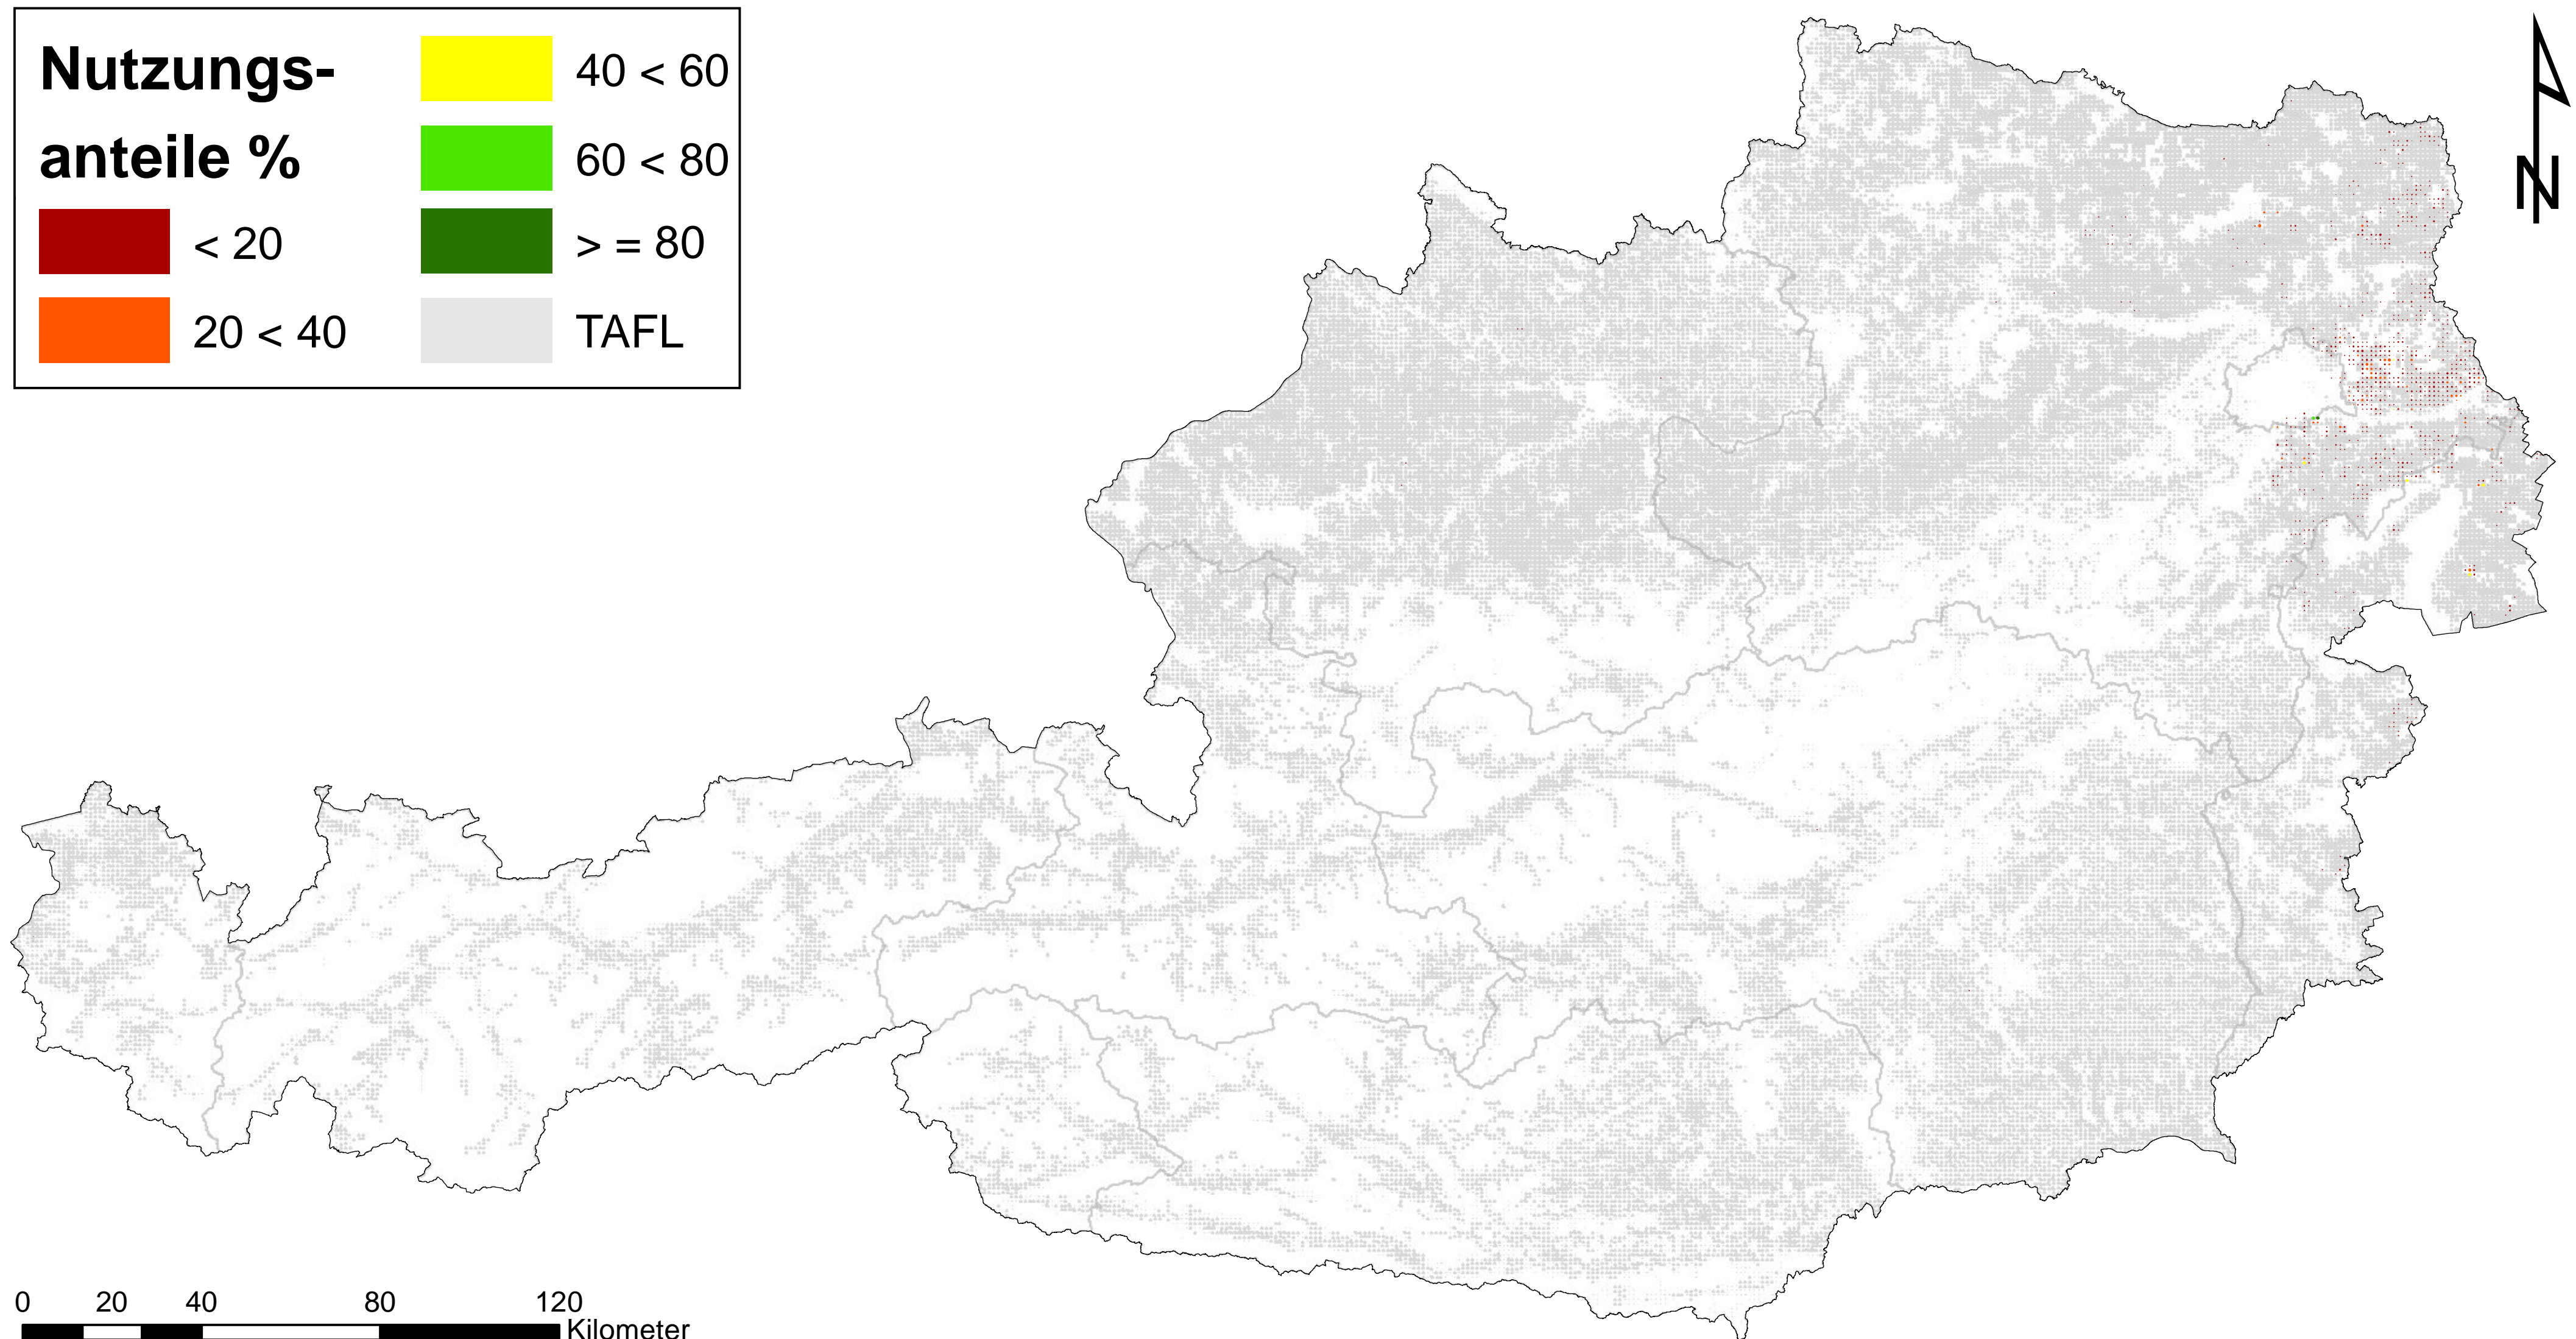 Nutzungs-
anteile %
< 20
20 < 40
40 < 60
60 < 80
> = 80
TAFL
N
0 20 40 80 120
Kilometer